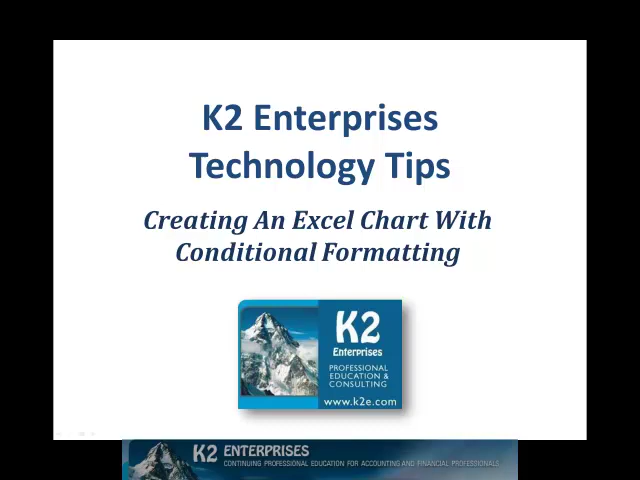 K2 Enterprises
Technology Tips
Creating An Excel Chart With
Conditional Formatting
K2
Enterprises
PROFESSIONAL
EDUCATION &
CONSULTING
www.k2e.com
K2 ENTERPRISES
CONTINUING PROFESSIONAL EDUCATION FOR ACCOUNTING AND FINANCIAL PROFESSIONALS